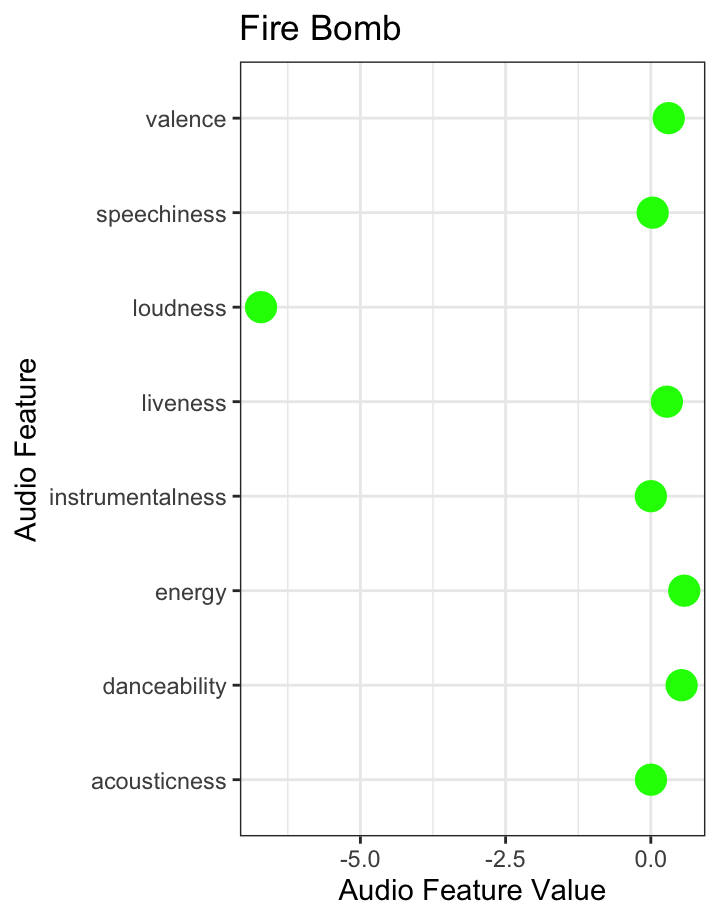 Fire Bomb
valence
speechiness
loudness
liveness
instrumentalness
energy
danceability
acousticness
Audio Feature
-5.0 -2.5 0.0
Audio Feature Value